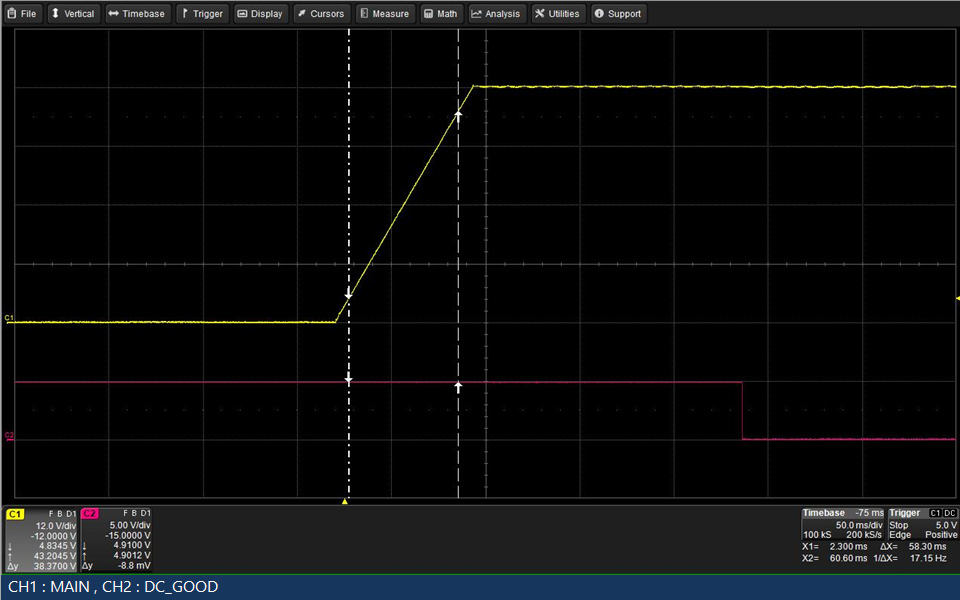 File Vertical Timebase Trigger Display Cursors Measure Math Analysis Utilities Support
C1
C2
C1 F B D1
12.0 V/div
-12.0000 V
↓ 4.8345 V
↑ 43.2045 V
Δy 38.3700 V
C2 F B D1
5.00 V/div
-15.0000 V
↓ 4.9100 V
↑ 4.9012 V
Δy -8.8 mV
Timebase -75 ms
50.0 ms/div
100 kS 200 kS/s
Trigger C1 DC
Stop 5.0 V
Edge Positive
X1= 2.300 ms ΔX= 58.30 ms
X2= 60.60 ms 1/ΔX= 17.15 Hz
CH1 : MAIN , CH2 : DC_GOOD